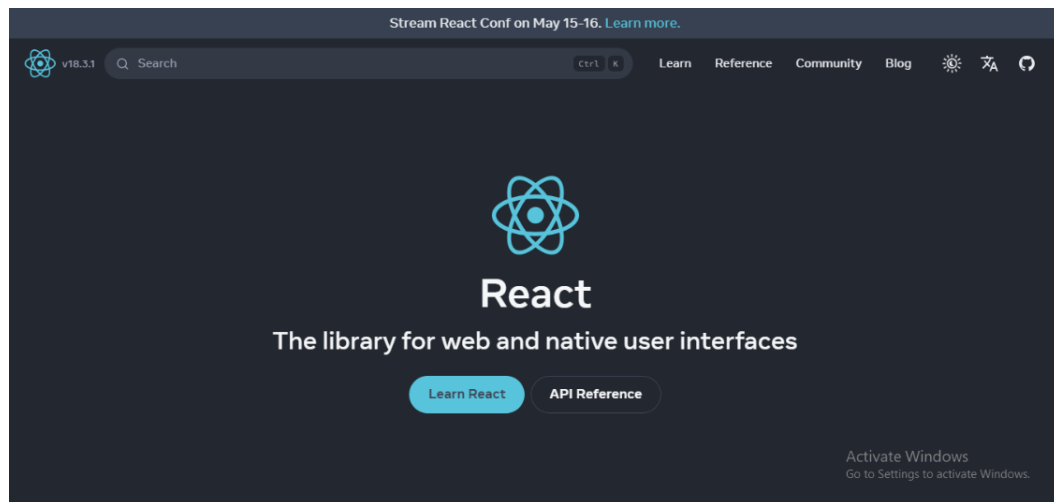 Stream React Conf on May 15-16. Learn more.
v18.3.1 Search Ctrl K Learn Reference Community Blog 文A
React
The library for web and native user interfaces
Learn React API Reference
Activate Windows
Go to Settings to activate Windows.